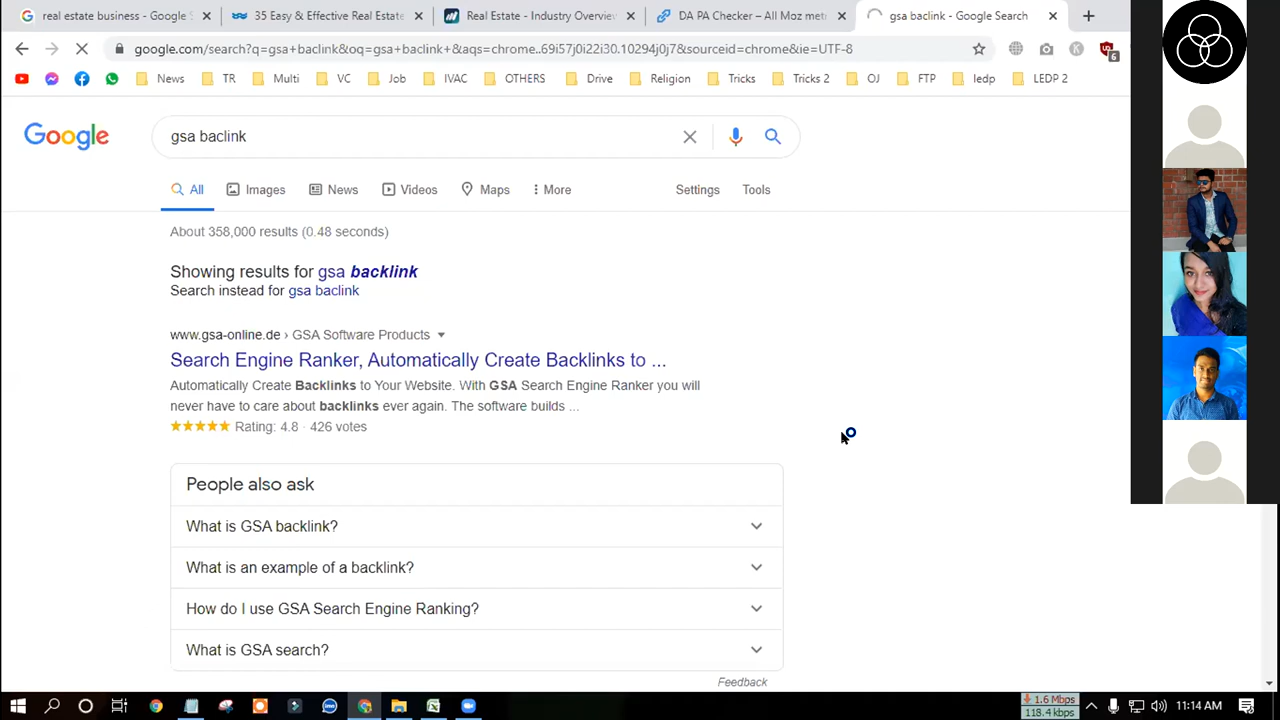 real estate business - Google
35 Easy & Effective Real Estate
Real Estate - Industry Overview
DA PA Checker – All Moz met
gsa baclink - Google Search
google.com/search?q=gsa+baclink&oq=gsa+backlink+&aqs=chrome..69i57j0i22i30.10294j0j7&sourceid=chrome&ie=UTF-8
6
News
TR
Multi
VC
Job
IVAC
OTHERS
Drive
Religion
Tricks
Tricks 2
OJ
FTP
ledp
LEDP 2
Google
gsa baclink
All
Images
News
Videos
Maps
More
Settings
Tools
About 358,000 results (0.48 seconds)
Showing results for gsa backlink
Search instead for gsa baclink
www.gsa-online.de › GSA Software Products
Search Engine Ranker, Automatically Create Backlinks to ...
Automatically Create Backlinks to Your Website. With GSA Search Engine Ranker you will
never have to care about backlinks ever again. The software builds ...
Rating: 4.8 · 426 votes
People also ask
What is GSA backlink?
What is an example of a backlink?
How do I use GSA Search Engine Ranking?
What is GSA search?
Feedback
1.6 Mbps
118.4 kbps
11:14 AM